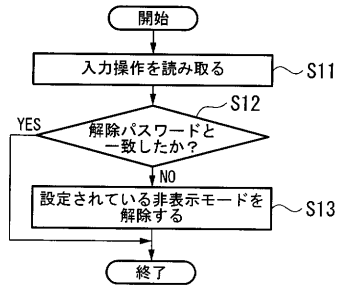 開始
入力操作を読み取る
S11
S12
解除パスワードと
一致したか？
YES
NO
設定されている非表示モードを
解除する
S13
終了